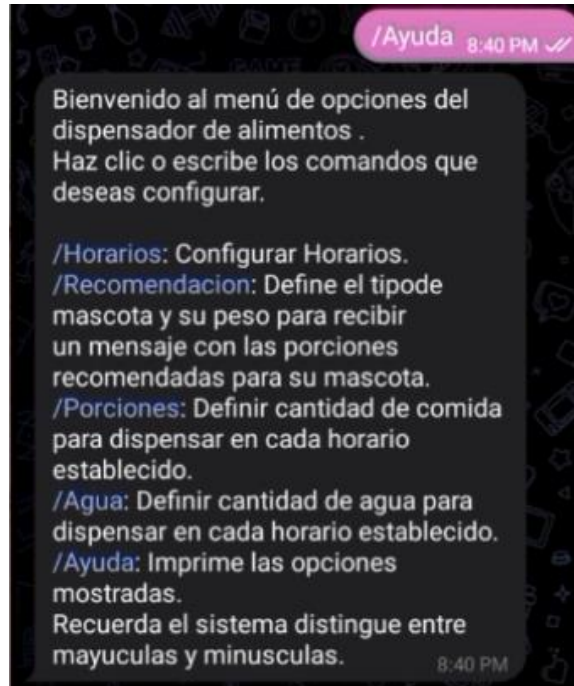 /Ayuda 8:40 PM
Bienvenido al menú de opciones del
dispensador de alimentos .
Haz clic o escribe los comandos que
deseas configurar.
/Horarios: Configurar Horarios.
/Recomendacion: Define el tipode
mascota y su peso para recibir
un mensaje con las porciones
recomendadas para su mascota.
/Porciones: Definir cantidad de comida
para dispensar en cada horario
establecido.
/Agua: Definir cantidad de agua para
dispensar en cada horario establecido.
/Ayuda: Imprime las opciones
mostradas.
Recuerda el sistema distingue entre
mayuculas y minusculas. 8:40 PM